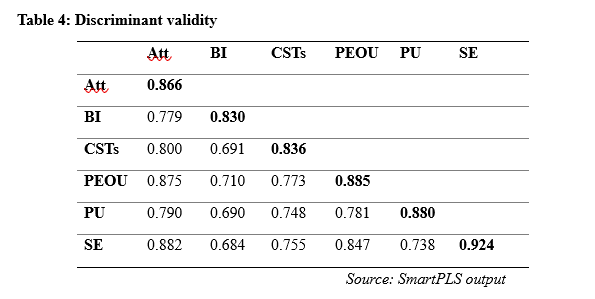 Table 4: Discriminant validity
Att BI CSTs PEOU PU SE
Att 0.866
BI 0.779 0.830
CSTs 0.800 0.691 0.836
PEOU 0.875 0.710 0.773 0.885
PU 0.790 0.690 0.748 0.781 0.880
SE 0.882 0.684 0.755 0.847 0.738 0.924
Source: SmartPLS output